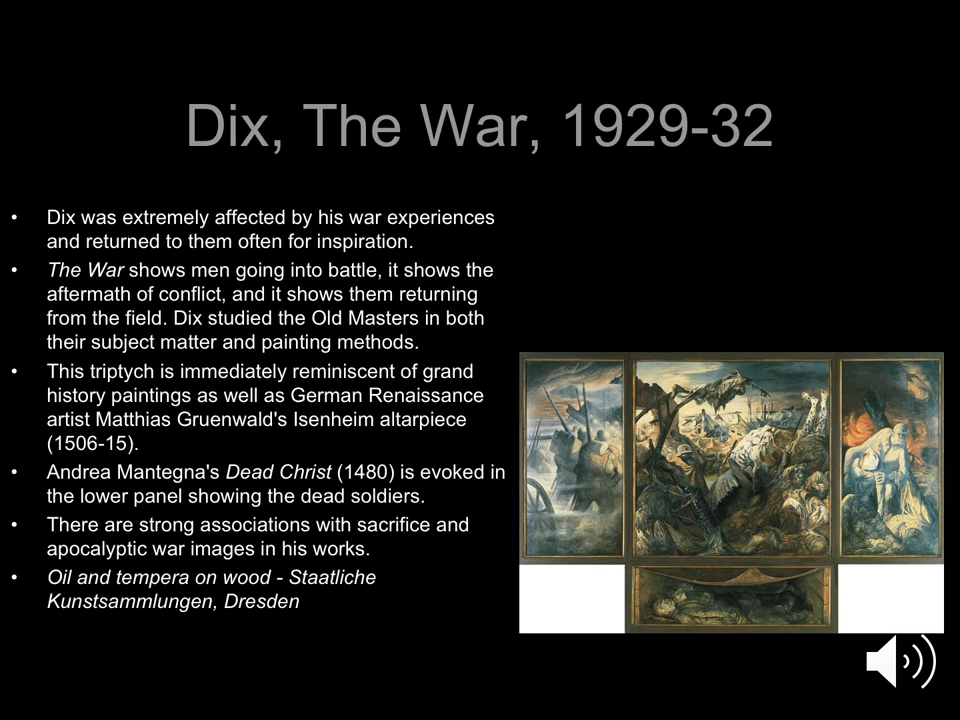 Dix, The War, 1929-32
• Dix was extremely affected by his war experiences
and returned to them often for inspiration.
• The War shows men going into battle, it shows the
aftermath of conflict, and it shows them returning
from the field. Dix studied the Old Masters in both
their subject matter and painting methods.
• This triptych is immediately reminiscent of grand
history paintings as well as German Renaissance
artist Matthias Gruenwald's Isenheim altarpiece
(1506-15).
• Andrea Mantegna's Dead Christ (1480) is evoked in
the lower panel showing the dead soldiers.
• There are strong associations with sacrifice and
apocalyptic war images in his works.
• Oil and tempera on wood - Staatliche
Kunstsammlungen, Dresden